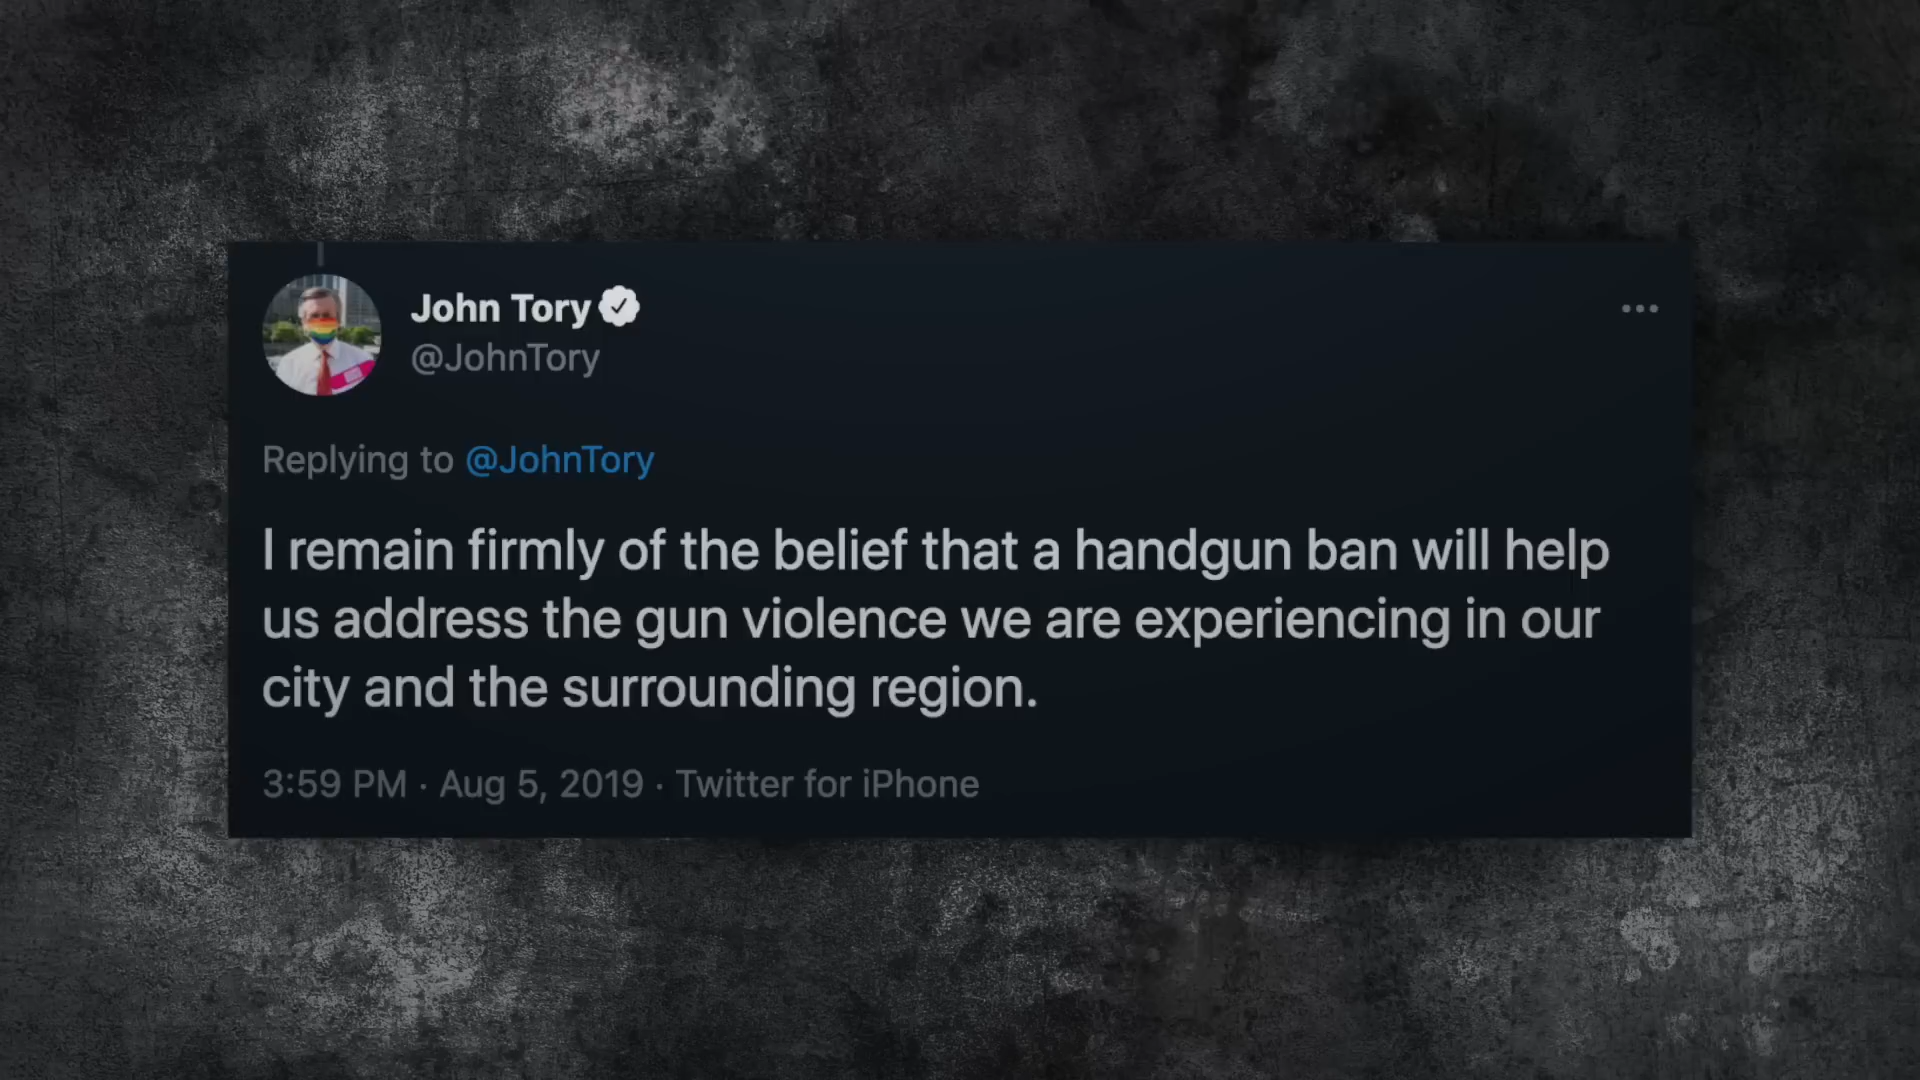 John Tory
@JohnTory
Replying to @JohnTory
I remain firmly of the belief that a handgun ban will help
us address the gun violence we are experiencing in our
city and the surrounding region.
3:59 PM · Aug 5, 2019 · Twitter for iPhone